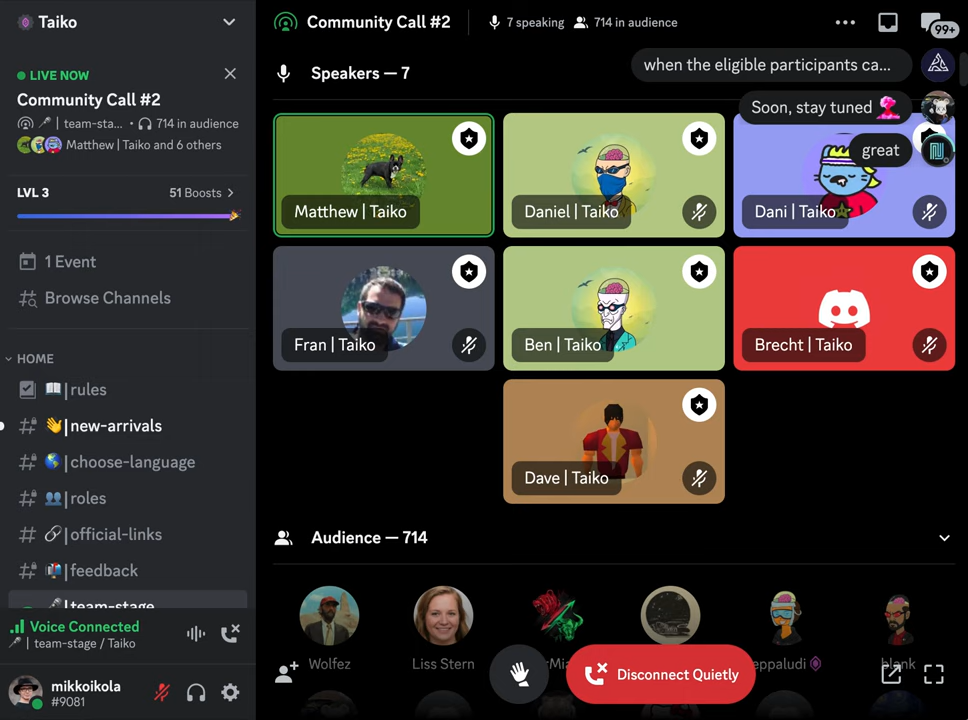 Taiko
LIVE NOW
Community Call #2
team-sta... • 714 in audience
Matthew | Taiko and 6 others
LVL 3
51 Boosts
1 Event
Browse Channels
HOME
|rules
|new-arrivals
|choose-language
|roles
|official-links
|feedback
|team-stage
Voice Connected
| team-stage / Taiko
mikkoikola
#9081
Community Call #2
7 speaking
714 in audience
99+
Speakers — 7
when the eligible participants ca...
Soon, stay tuned
great
Matthew | Taiko
Daniel | Taiko
Dani | Taiko
Fran | Taiko
Ben | Taiko
Brecht | Taiko
Dave | Taiko
Audience — 714
Wolfez
Liss Stern
eppaludi
blank
Disconnect Quietly